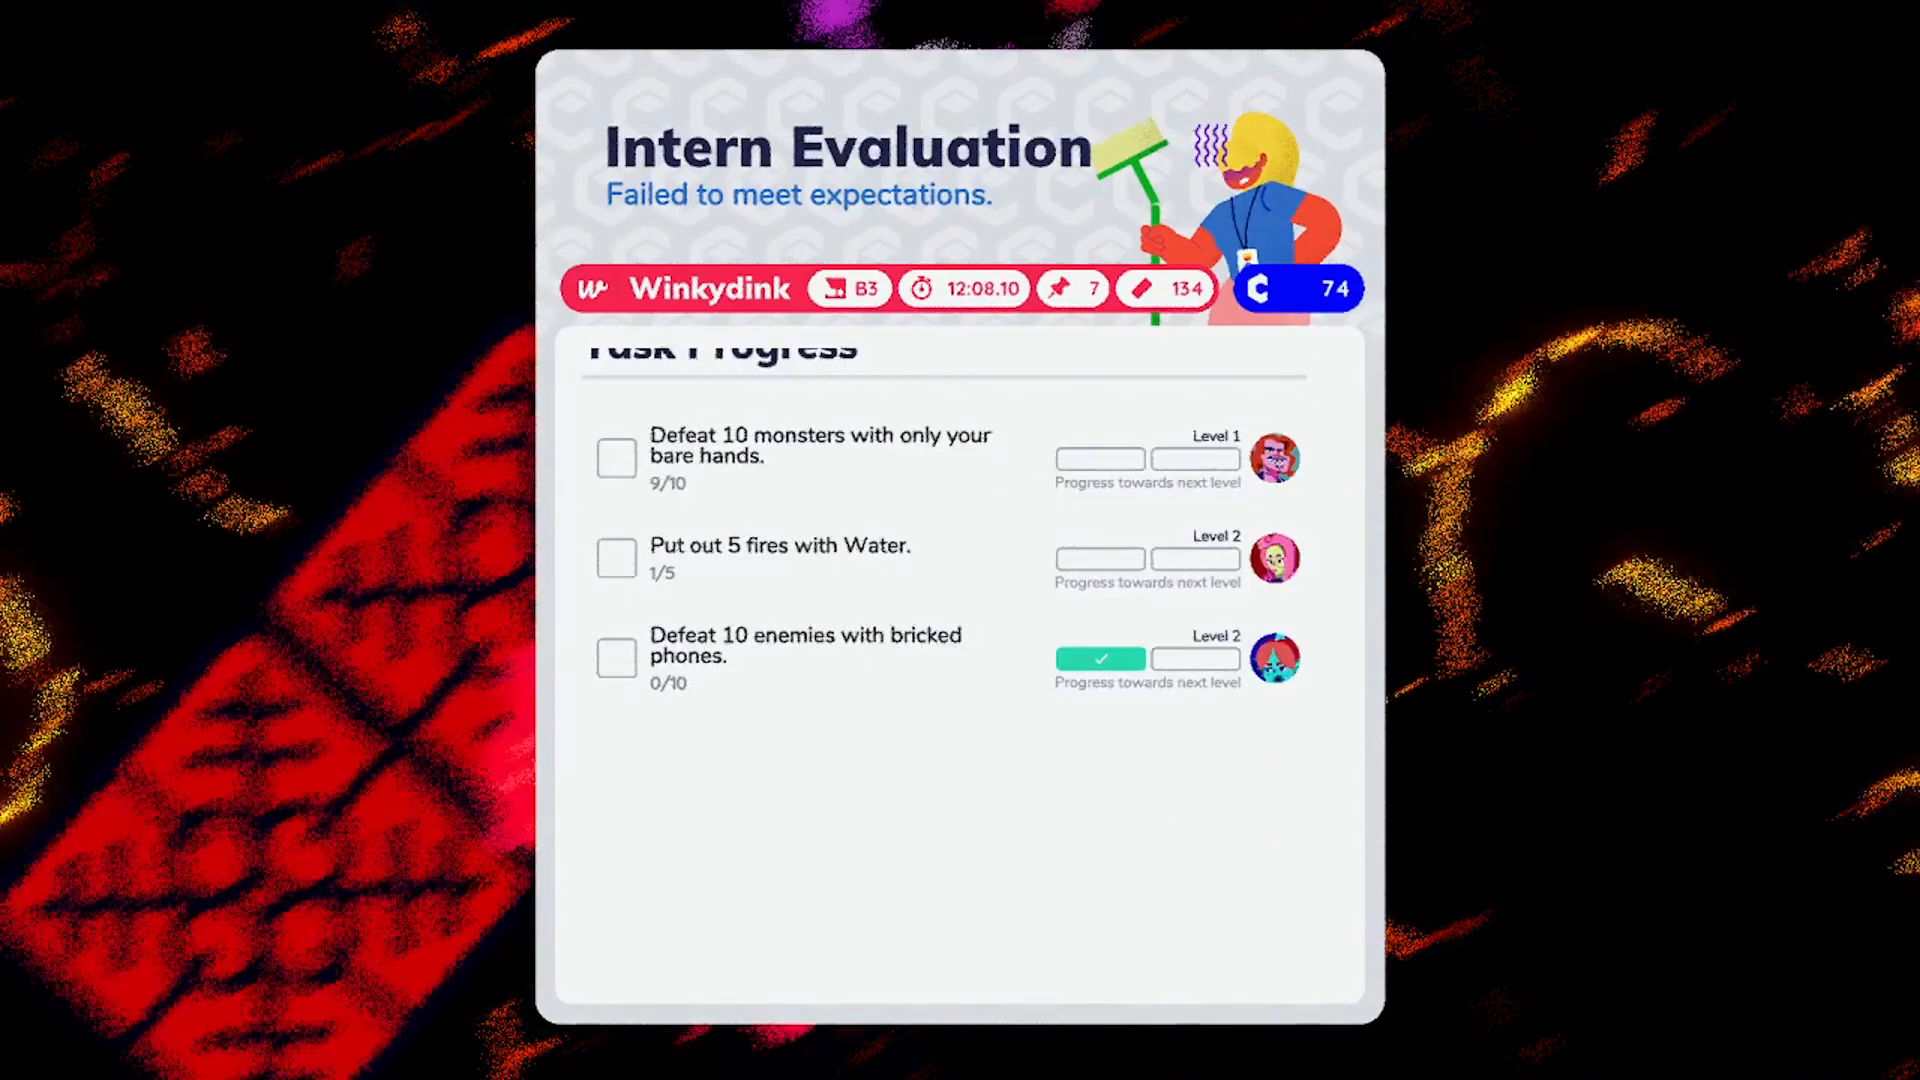 Intern Evaluation
Failed to meet expectations.
Winkydink B3 12:08.10 7 134 74
Task Progress
Defeat 10 monsters with only your
bare hands.
9/10
Level 1
Progress towards next level
Put out 5 fires with Water.
1/5
Level 2
Progress towards next level
Defeat 10 enemies with bricked
phones.
0/10
Level 2
Progress towards next level